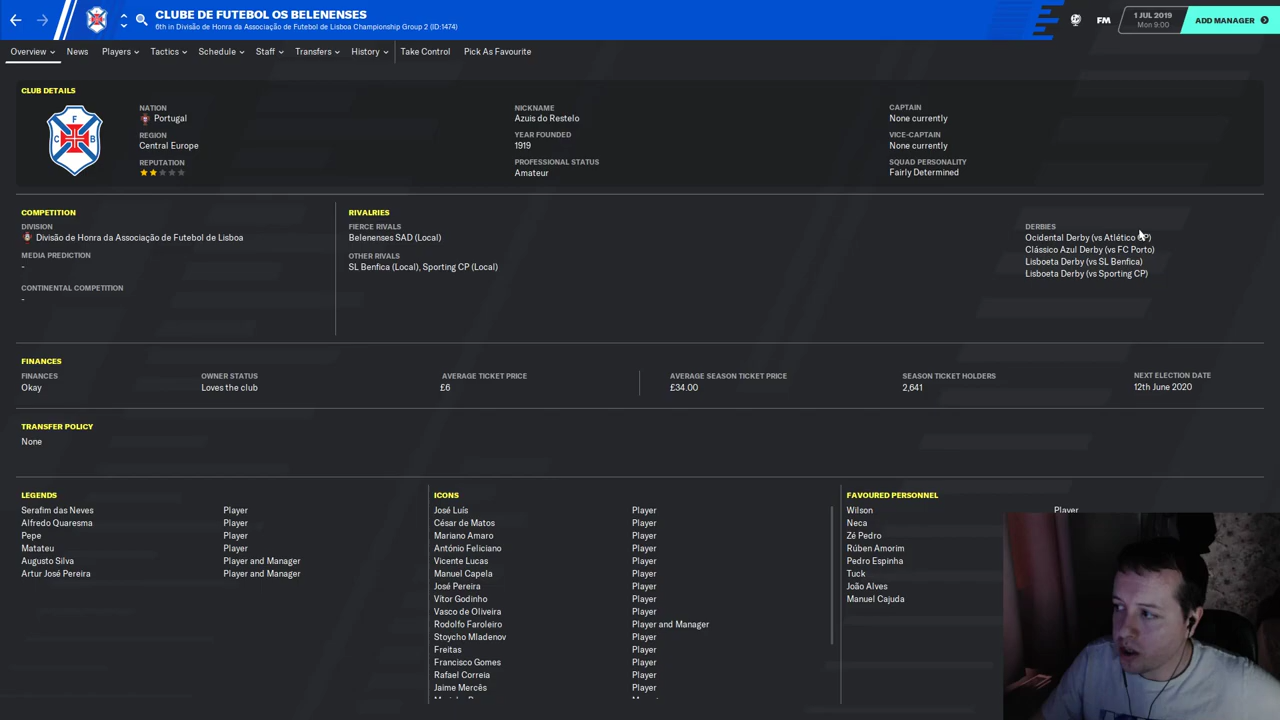 CLUBE DE FUTEBOL OS BELENENSES
6th in Divisão de Honra da Associação de Futebol de Lisboa Championship Group 2 (ID:1474)
FM
1 JUL 2019
Mon 9:00
ADD MANAGER
Overview
News
Players
Tactics
Schedule
Staff
Transfers
History
Take Control
Pick As Favourite
CLUB DETAILS
F
C B
NATION
Portugal
REGION
Central Europe
REPUTATION
NICKNAME
Azuis do Restelo
YEAR FOUNDED
1919
PROFESSIONAL STATUS
Amateur
CAPTAIN
None currently
VICE-CAPTAIN
None currently
SQUAD PERSONALITY
Fairly Determined
COMPETITION
DIVISION
Divisão de Honra da Associação de Futebol de Lisboa
MEDIA PREDICTION
-
CONTINENTAL COMPETITION
-
RIVALRIES
FIERCE RIVALS
Belenenses SAD (Local)
OTHER RIVALS
SL Benfica (Local), Sporting CP (Local)
DERBIES
Ocidental Derby (vs Atlético CP)
Clássico Azul Derby (vs FC Porto)
Lisboeta Derby (vs SL Benfica)
Lisboeta Derby (vs Sporting CP)
FINANCES
FINANCES
Okay
OWNER STATUS
Loves the club
AVERAGE TICKET PRICE
£6
AVERAGE SEASON TICKET PRICE
£34.00
SEASON TICKET HOLDERS
2,641
NEXT ELECTION DATE
12th June 2020
TRANSFER POLICY
None
LEGENDS
Serafim das Neves Player
Alfredo Quaresma Player
Pepe Player
Matateu Player
Augusto Silva Player and Manager
Artur José Pereira Player and Manager
ICONS
José Luís Player
César de Matos Player
Mariano Amaro Player
António Feliciano Player
Vicente Lucas Player
Manuel Capela Player
José Pereira Player
Vítor Godinho Player
Vasco de Oliveira Player
Rodolfo Faroleiro Player and Manager
Stoycho Mladenov Player
Freitas Player
Francisco Gomes Player
Rafael Correia Player
Jaime Mercês Player
FAVOURED PERSONNEL
Wilson Player
Neca
Zé Pedro
Rúben Amorim
Pedro Espinha
Tuck
João Alves
Manuel Cajuda